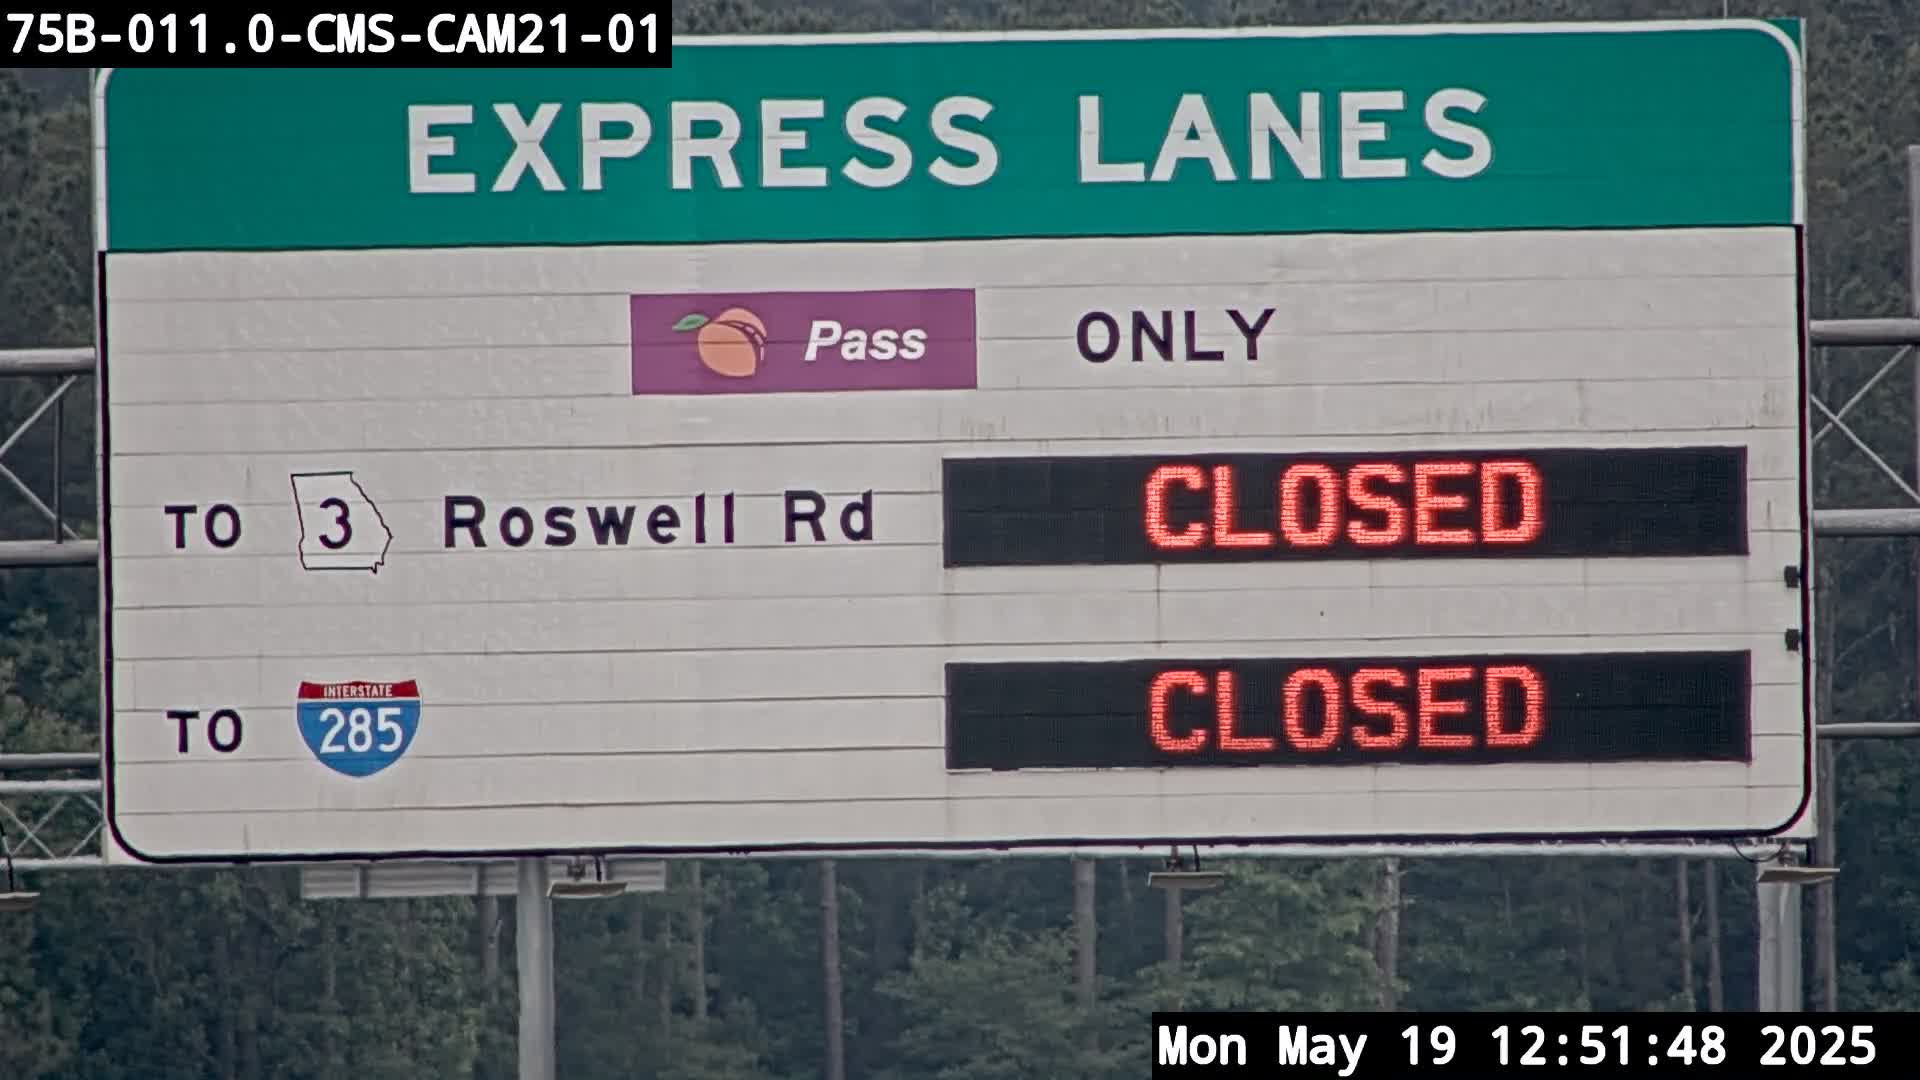 75B-011.0-CMS-CAM21-01
EXPRESS LANES
Pass ONLY
TO 3 Roswell Rd CLOSED
INTERSTATE
TO 285 CLOSED
Mon May 19 12:51:48 2025